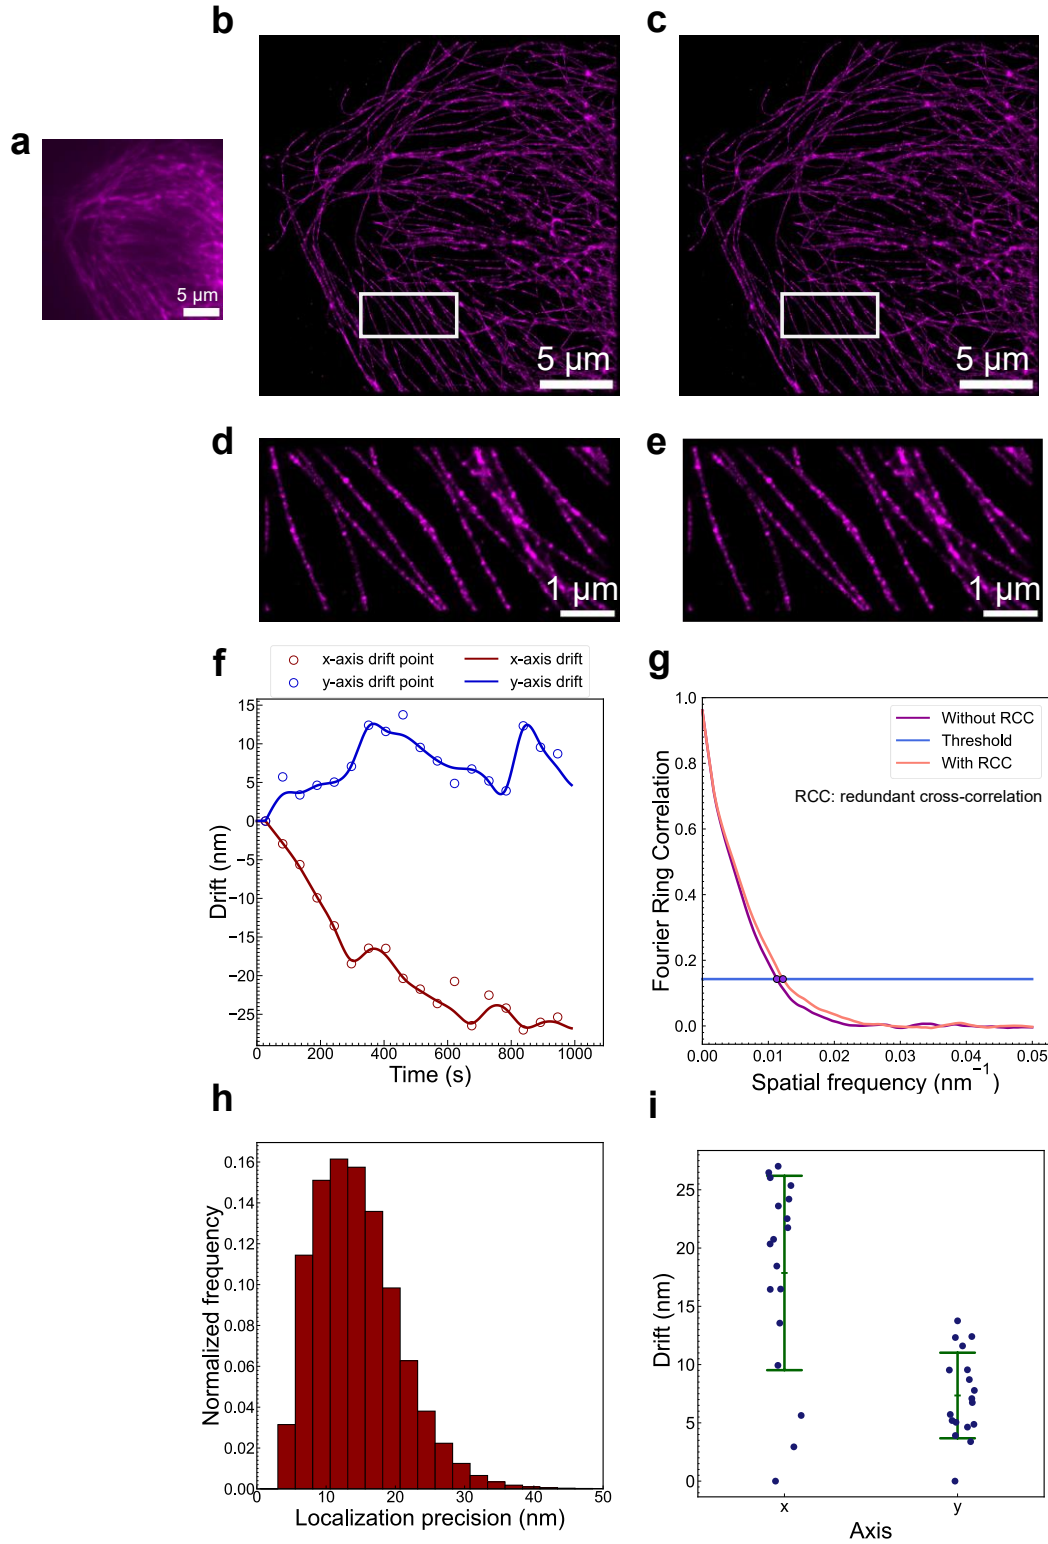 b
c
a
5 μm
5 μm
5 μm
d
e
1 μm
1 μm
f
x-axis drift point
x-axis drift
y-axis drift point
y-axis drift
15
10
5
0
−5
−10
−15
−20
−25
Drift (nm)
0
200
400
600
800
1000
Time (s)
g
1.0
0.8
0.6
0.4
0.2
0.0
Fourier Ring Correlation
Without RCC
Threshold
With RCC
RCC: redundant cross-correlation
0.00
0.01
0.02
0.03
0.04
0.05
Spatial frequency (nm⁻¹)
h
0.16
0.14
0.12
0.10
0.08
0.06
0.04
0.02
0.00
Normalized frequency
0
10
20
30
40
50
Localization precision (nm)
i
25
20
15
10
5
0
Drift (nm)
x
y
Axis